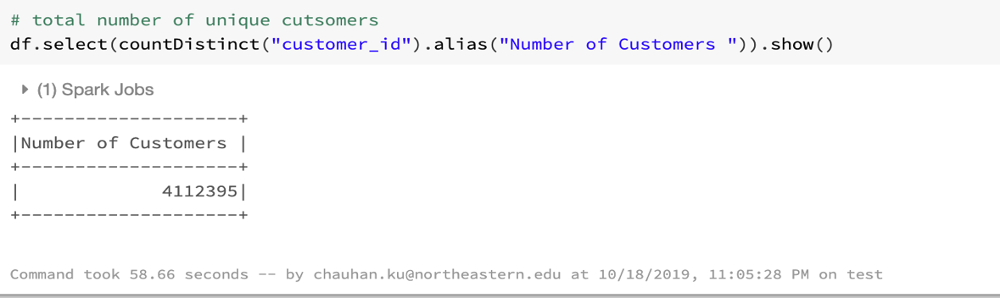 # total number of unique cutsomers
df.select(countDistinct("customer_id").alias("Number of Customers ")).show()
(1) Spark Jobs
+--------------------+
|Number of Customers |
+--------------------+
|             4112395|
+--------------------+
Command took 58.66 seconds -- by chauhan.ku@northeastern.edu at 10/18/2019, 11:05:28 PM on test